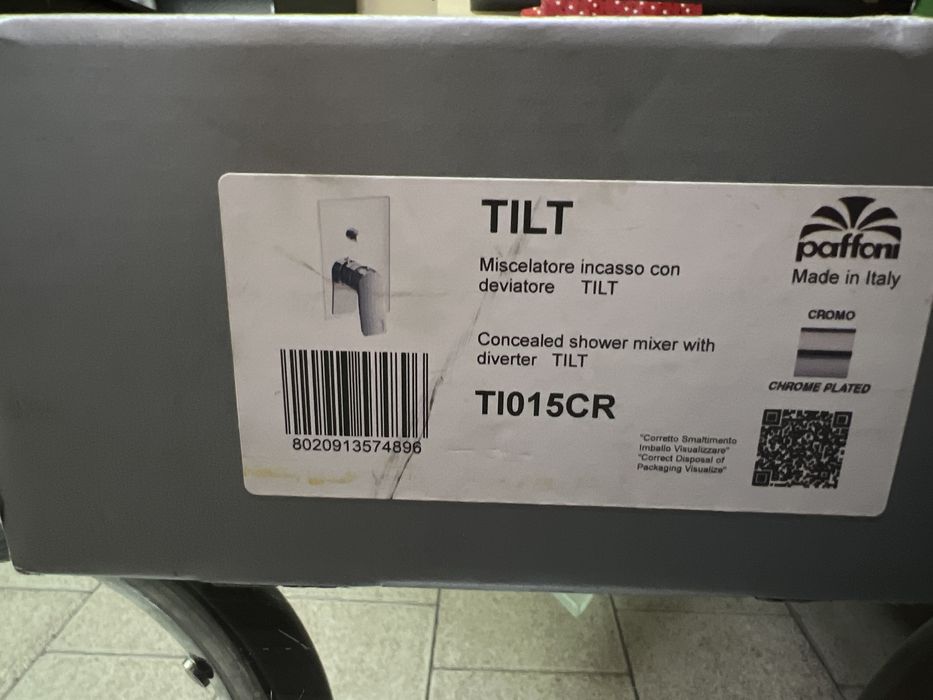 TILT
Miscelatore incasso con
deviatore TILT
Concealed shower mixer with
diverter TILT
TI015CR
8020913574896
paffoni
Made in Italy
CROMO
CHROME PLATED
"Corretto Smaltimento
Imballo Visualizzare"
"Correct Disposal of
Packaging Visualize"